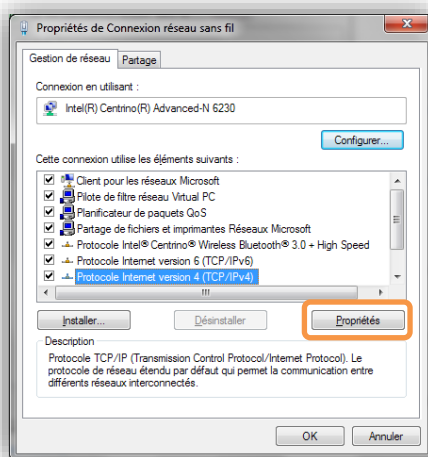 Propriétés de Connexion réseau sans fil
Gestion de réseau Partage
Connexion en utilisant :
Intel(R) Centrino(R) Advanced-N 6230
Configurer...
Cette connexion utilise les éléments suivants :
Client pour les réseaux Microsoft
Pilote de filtre réseau Virtual PC
Planificateur de paquets QoS
Partage de fichiers et imprimantes Réseaux Microsoft
Protocole Intel® Centrino® Wireless Bluetooth® 3.0 + High Speed
Protocole Internet version 6 (TCP/IPv6)
Protocole Internet version 4 (TCP/IPv4)
Installer... Désinstaller Propriétés
Description
Protocole TCP/IP (Transmission Control Protocol/Internet Protocol). Le
protocole de réseau étendu par défaut qui permet la communication entre
différents réseaux interconnectés.
OK Annuler